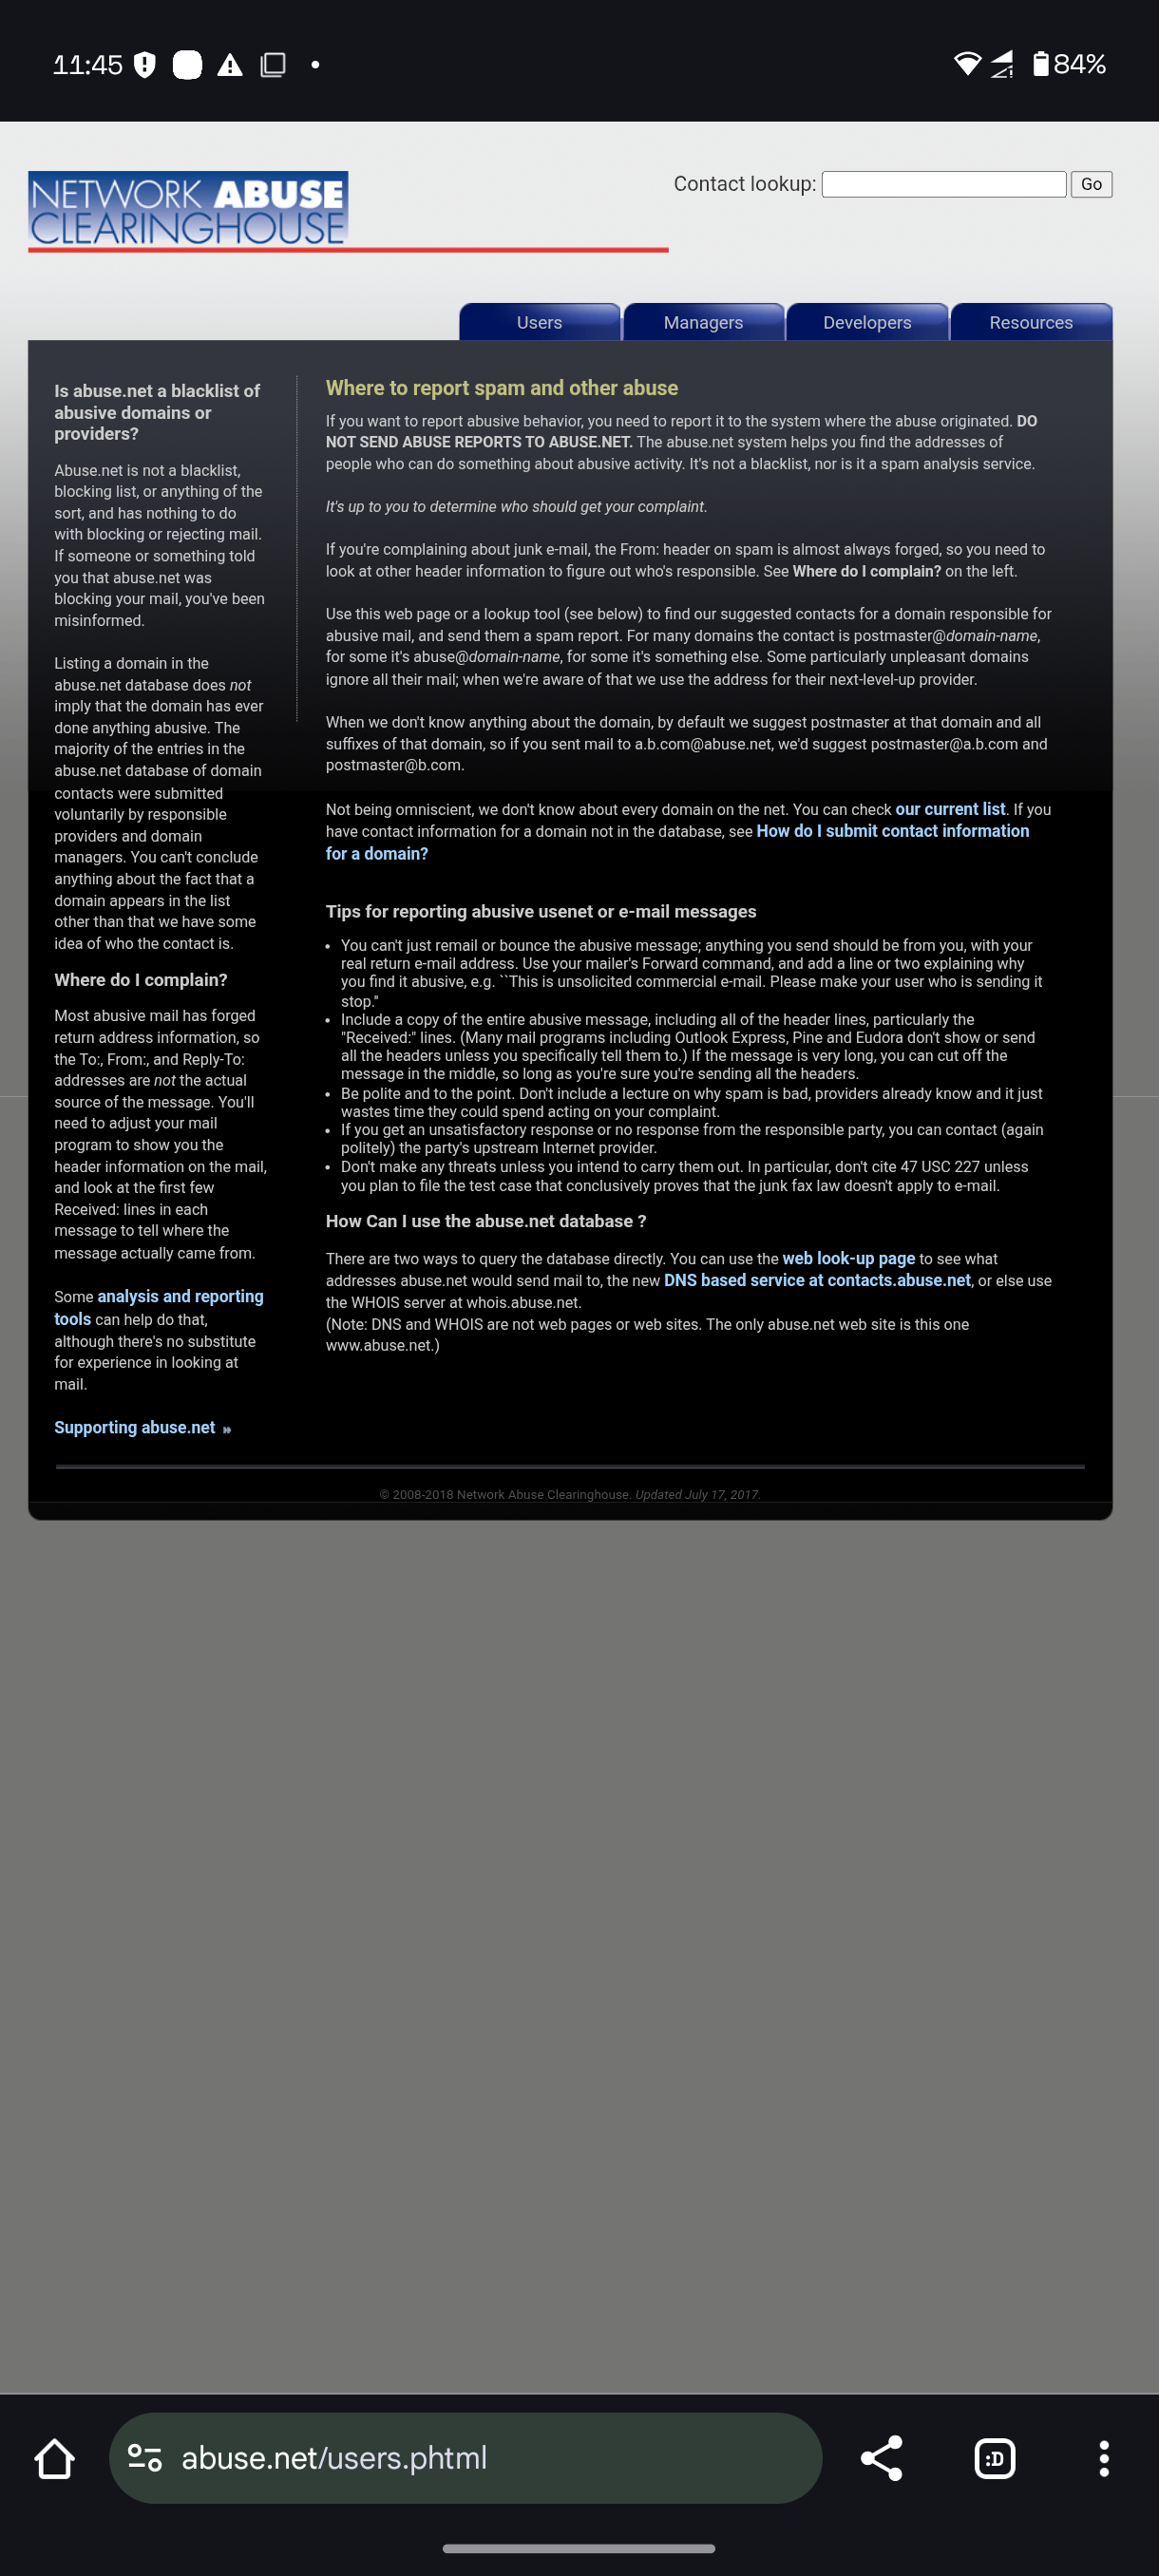 11:45
84%
NETWORK ABUSE
CLEARINGHOUSE
Contact lookup:
Go
Users
Managers
Developers
Resources
Is abuse.net a blacklist of
abusive domains or
providers?
Abuse.net is not a blacklist,
blocking list, or anything of the
sort, and has nothing to do
with blocking or rejecting mail.
If someone or something told
you that abuse.net was
blocking your mail, you've been
misinformed.
Listing a domain in the
abuse.net database does not
imply that the domain has ever
done anything abusive. The
majority of the entries in the
abuse.net database of domain
contacts were submitted
voluntarily by responsible
providers and domain
managers. You can't conclude
anything about the fact that a
domain appears in the list
other than that we have some
idea of who the contact is.
Where do I complain?
Most abusive mail has forged
return address information, so
the To:, From:, and Reply-To:
addresses are not the actual
source of the message. You'll
need to adjust your mail
program to show you the
header information on the mail,
and look at the first few
Received: lines in each
message to tell where the
message actually came from.
Some analysis and reporting
tools can help do that,
although there's no substitute
for experience in looking at
mail.
Supporting abuse.net »
Where to report spam and other abuse
If you want to report abusive behavior, you need to report it to the system where the abuse originated. DO
NOT SEND ABUSE REPORTS TO ABUSE.NET. The abuse.net system helps you find the addresses of
people who can do something about abusive activity. It's not a blacklist, nor is it a spam analysis service.
It's up to you to determine who should get your complaint.
If you're complaining about junk e-mail, the From: header on spam is almost always forged, so you need to
look at other header information to figure out who's responsible. See Where do I complain? on the left.
Use this web page or a lookup tool (see below) to find our suggested contacts for a domain responsible for
abusive mail, and send them a spam report. For many domains the contact is postmaster@domain-name,
for some it's abuse@domain-name, for some it's something else. Some particularly unpleasant domains
ignore all their mail; when we're aware of that we use the address for their next-level-up provider.
When we don't know anything about the domain, by default we suggest postmaster at that domain and all
suffixes of that domain, so if you sent mail to a.b.com@abuse.net, we'd suggest postmaster@a.b.com and
postmaster@b.com.
Not being omniscient, we don't know about every domain on the net. You can check our current list. If you
have contact information for a domain not in the database, see How do I submit contact information
for a domain?
Tips for reporting abusive usenet or e-mail messages
• You can't just remail or bounce the abusive message; anything you send should be from you, with your
real return e-mail address. Use your mailer's Forward command, and add a line or two explaining why
you find it abusive, e.g. ``This is unsolicited commercial e-mail. Please make your user who is sending it
stop.''
• Include a copy of the entire abusive message, including all of the header lines, particularly the
"Received:" lines. (Many mail programs including Outlook Express, Pine and Eudora don't show or send
all the headers unless you specifically tell them to.) If the message is very long, you can cut off the
message in the middle, so long as you're sure you're sending all the headers.
• Be polite and to the point. Don't include a lecture on why spam is bad, providers already know and it just
wastes time they could spend acting on your complaint.
• If you get an unsatisfactory response or no response from the responsible party, you can contact (again
politely) the party's upstream Internet provider.
• Don't make any threats unless you intend to carry them out. In particular, don't cite 47 USC 227 unless
you plan to file the test case that conclusively proves that the junk fax law doesn't apply to e-mail.
How Can I use the abuse.net database ?
There are two ways to query the database directly. You can use the web look-up page to see what
addresses abuse.net would send mail to, the new DNS based service at contacts.abuse.net, or else use
the WHOIS server at whois.abuse.net.
(Note: DNS and WHOIS are not web pages or web sites. The only abuse.net web site is this one
www.abuse.net.)
© 2008-2018 Network Abuse Clearinghouse. Updated July 17, 2017.
abuse.net/users.phtml
:D